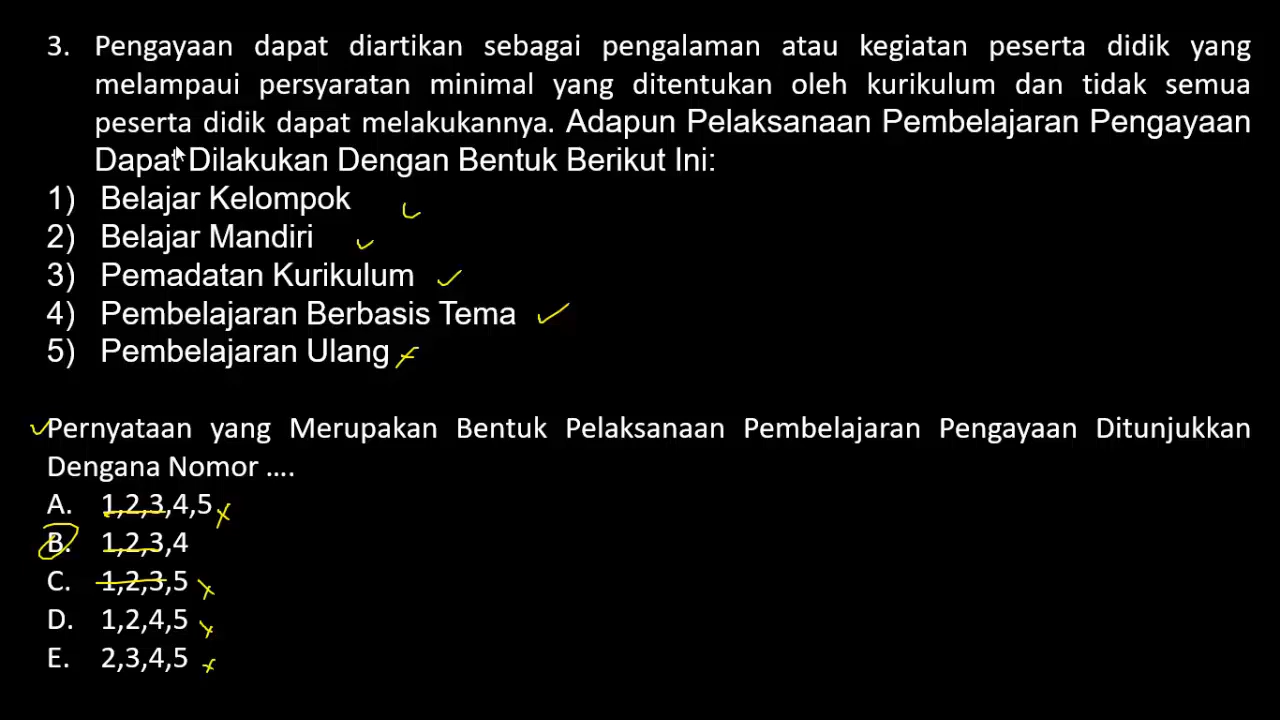 3. Pengayaan dapat diartikan sebagai pengalaman atau kegiatan peserta didik yang
melampaui persyaratan minimal yang ditentukan oleh kurikulum dan tidak semua
peserta didik dapat melakukannya. Adapun Pelaksanaan Pembelajaran Pengayaan
Dapat Dilakukan Dengan Bentuk Berikut Ini:
1) Belajar Kelompok
2) Belajar Mandiri
3) Pemadatan Kurikulum
4) Pembelajaran Berbasis Tema
5) Pembelajaran Ulang
Pernyataan yang Merupakan Bentuk Pelaksanaan Pembelajaran Pengayaan Ditunjukkan
Dengana Nomor ....
A. 1,2,3,4,5
B. 1,2,3,4
C. 1,2,3,5
D. 1,2,4,5
E. 2,3,4,5